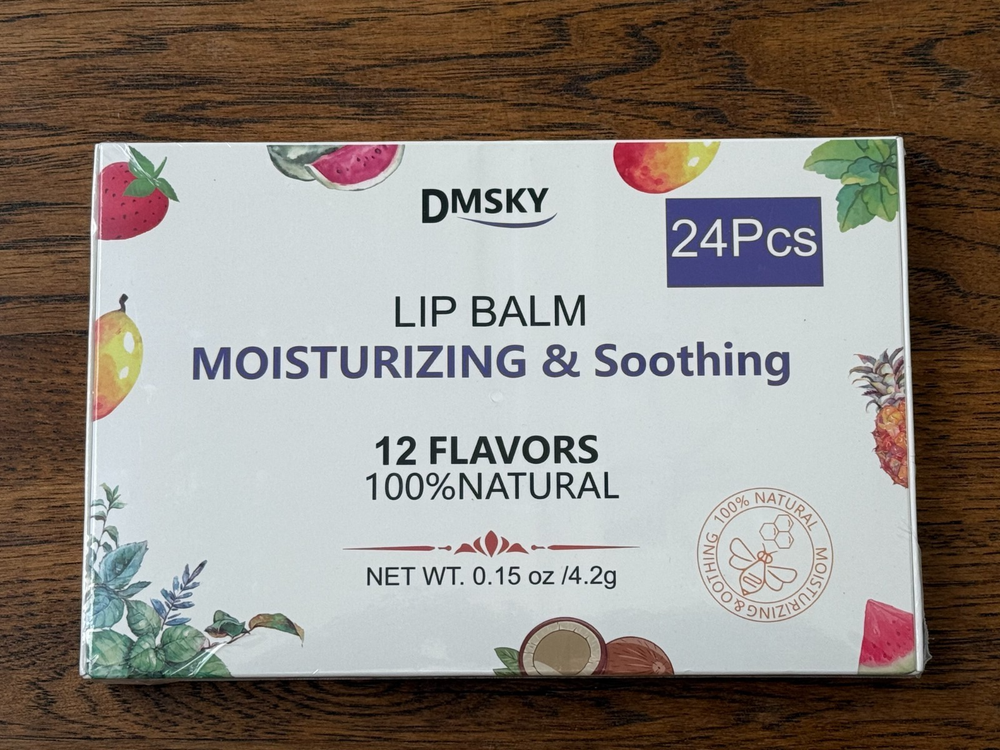 DMSKY
24Pcs
LIP BALM
MOISTURIZING & Soothing
12 FLAVORS
100%NATURAL
NET WT. 0.15 oz /4.2g
100% NATURAL
MOISTURIZING&OOTHING